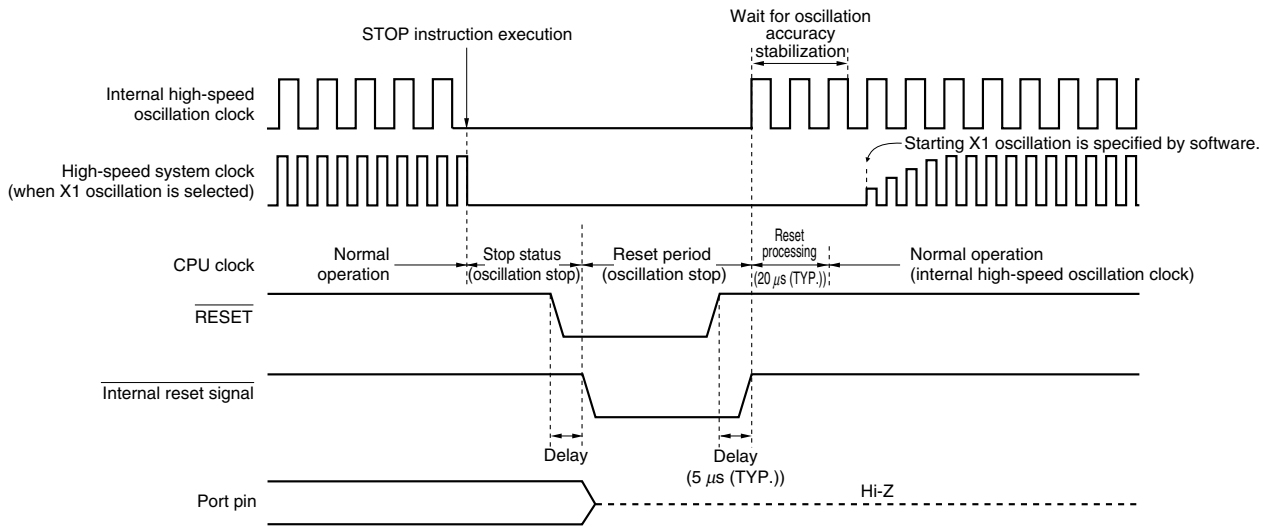 Wait for oscillation
accuracy
stabilization
STOP instruction execution
Internal high-speed
oscillation clock
Starting X1 oscillation is specified by software.
High-speed system clock
(when X1 oscillation is selected)
CPU clock
Normal
operation
Stop status
(oscillation stop)
Reset period
(oscillation stop)
Reset
processing
(20 μs (TYP.))
Normal operation
(internal high-speed oscillation clock)
RESET
Internal reset signal
Delay
Delay
(5 μs (TYP.))
Port pin
Hi-Z